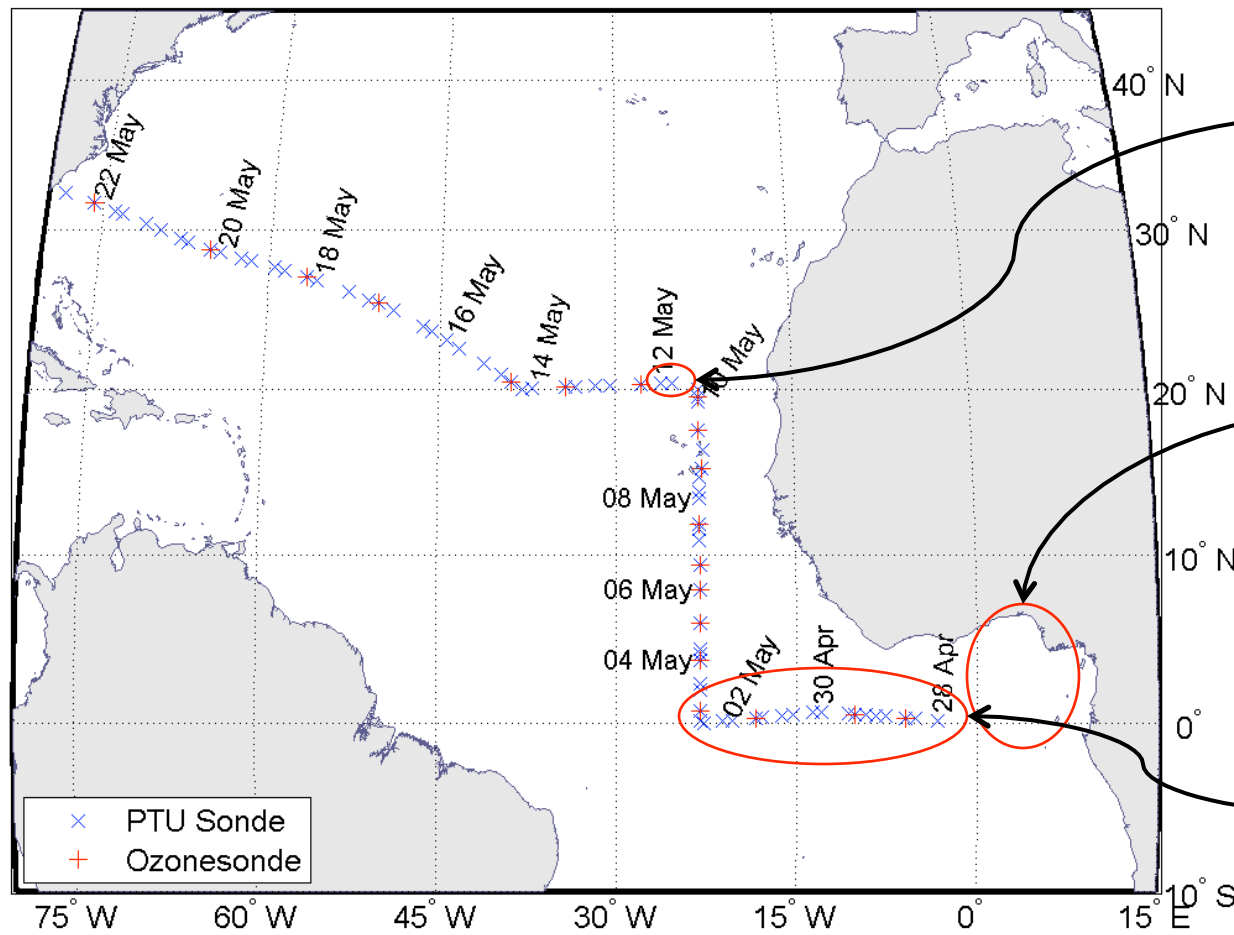 40° N
22 May
20 May
30° N
18 May
16 May
14 May
12 May
10 May
20° N
08 May
10° N
06 May
04 May
02 May
30 Apr
28 Apr
0°
PTU Sonde
Ozonesonde
10° S
75° W
60° W
45° W
30° W
15° W
0°
15° E